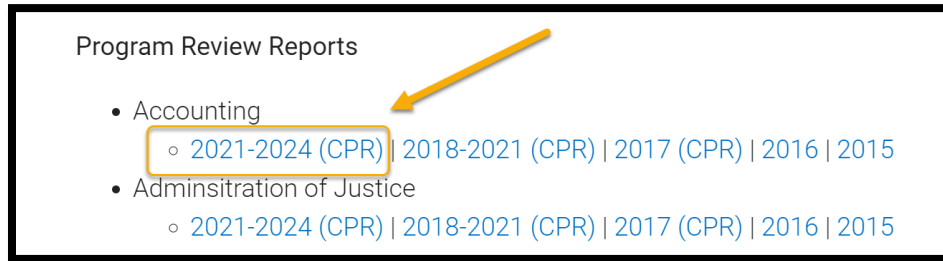 Program Review Reports
• Accounting
◦ 2021-2024 (CPR) | 2018-2021 (CPR) | 2017 (CPR) | 2016 | 2015
• Adminsitration of Justice
◦ 2021-2024 (CPR) | 2018-2021 (CPR) | 2017 (CPR) | 2016 | 2015